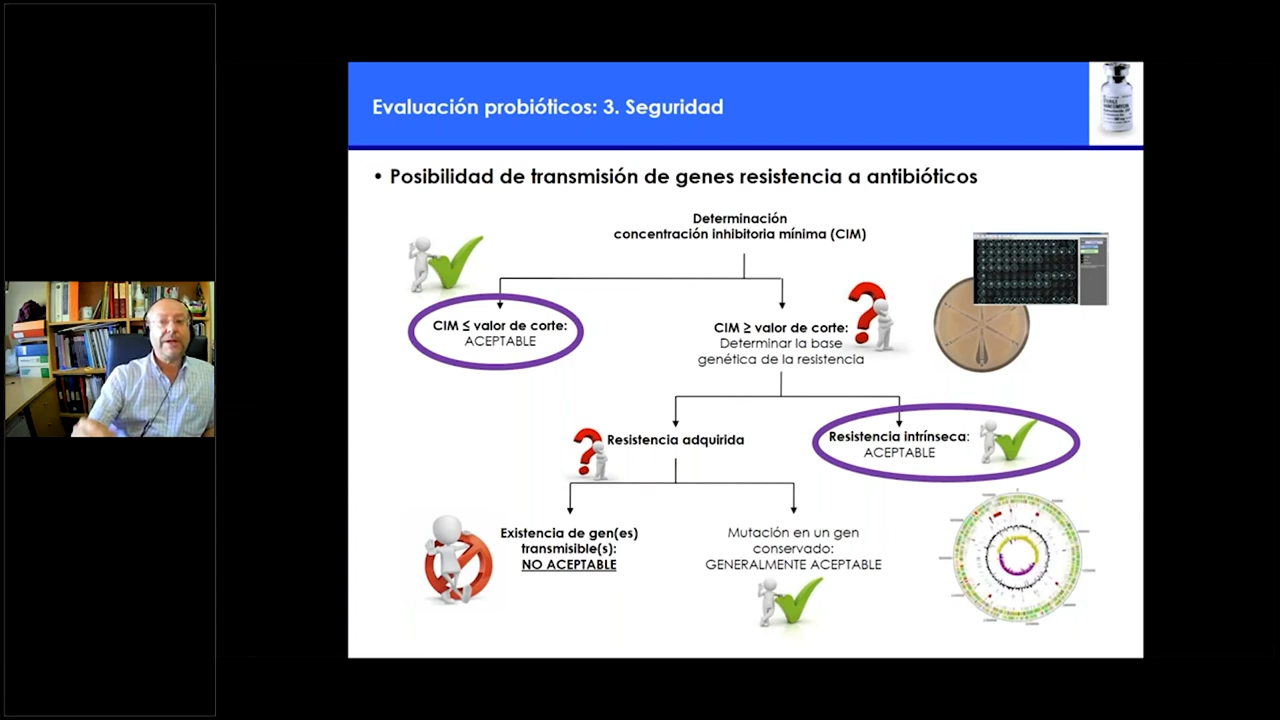 Evaluación probióticos: 3. Seguridad
• Posibilidad de transmisión de genes resistencia a antibióticos
Determinación
concentración inhibitoria mínima (CIM)
CIM ≤ valor de corte:
ACEPTABLE
CIM ≥ valor de corte:
Determinar la base
genética de la resistencia
Resistencia adquirida
Resistencia intrínseca:
ACEPTABLE
Existencia de gen(es)
transmisible(s):
NO ACEPTABLE
Mutación en un gen
conservado:
GENERALMENTE ACEPTABLE